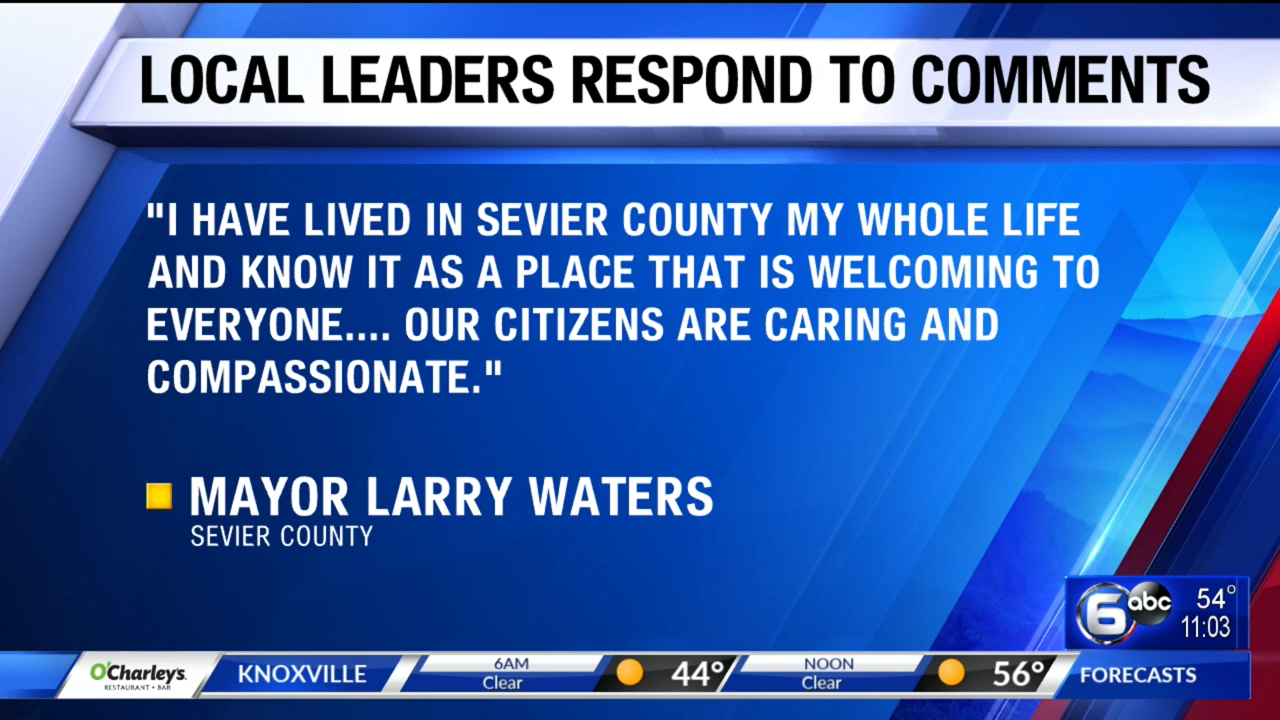 LOCAL LEADERS RESPOND TO COMMENTS
"I HAVE LIVED IN SEVIER COUNTY MY WHOLE LIFE
AND KNOW IT AS A PLACE THAT IS WELCOMING TO
EVERYONE.... OUR CITIZENS ARE CARING AND
COMPASSIONATE."
MAYOR LARRY WATERS
SEVIER COUNTY
6 abc 54°
11:03
O'Charley's
RESTAURANT + BAR
KNOXVILLE
6AM
Clear
44°
NOON
Clear
56°
FORECASTS